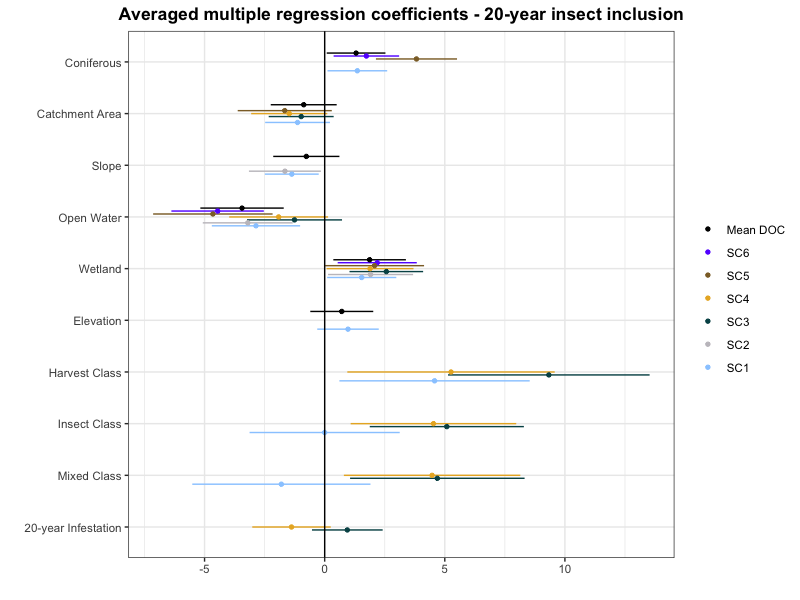 Averaged multiple regression coefficients - 20-year insect inclusion
Coniferous
Catchment Area
Slope
Open Water
Wetland
Elevation
Harvest Class
Insect Class
Mixed Class
20-year Infestation
-5 0 5 10
Mean DOC
SC6
SC5
SC4
SC3
SC2
SC1